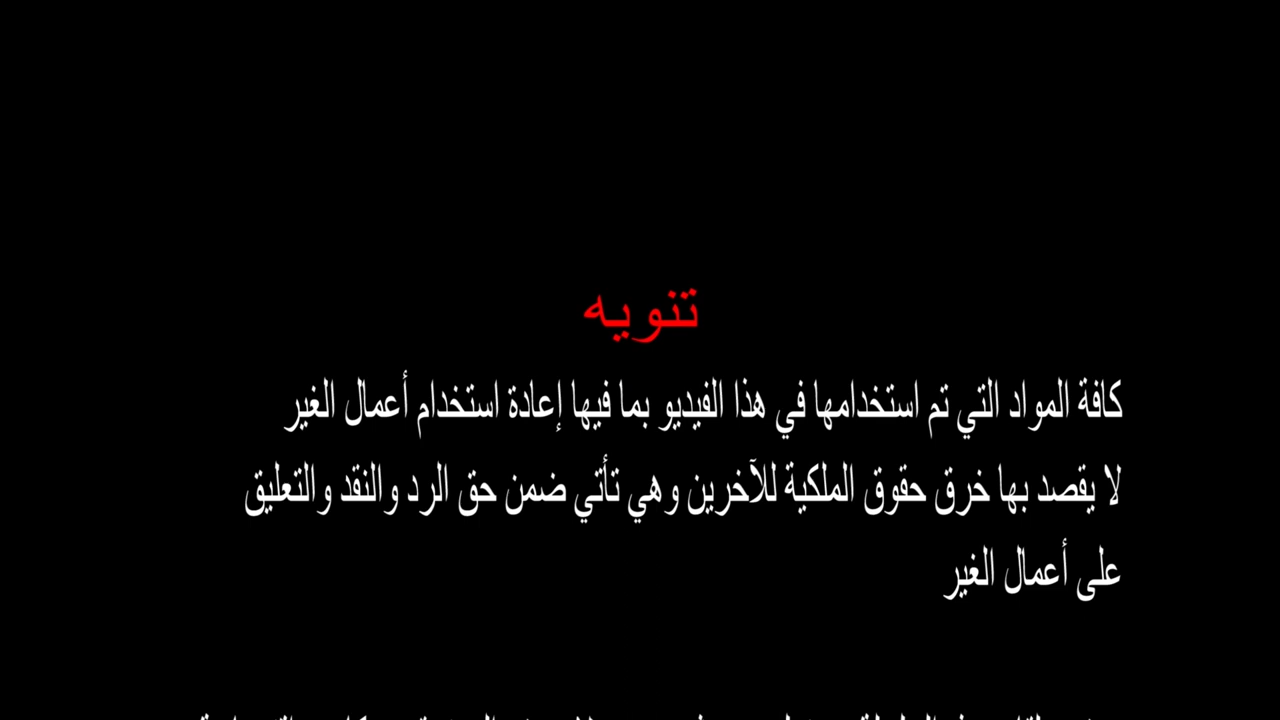 تنويه
كافة المواد التي تم استخدامها في هذا الفيديو بما فيها إعادة استخدام أعمال الغير
لا يقصد بها خرق حقوق الملكية للآخرين وهي تأتي ضمن حق الرد والنقد والتعليق
على أعمال الغير